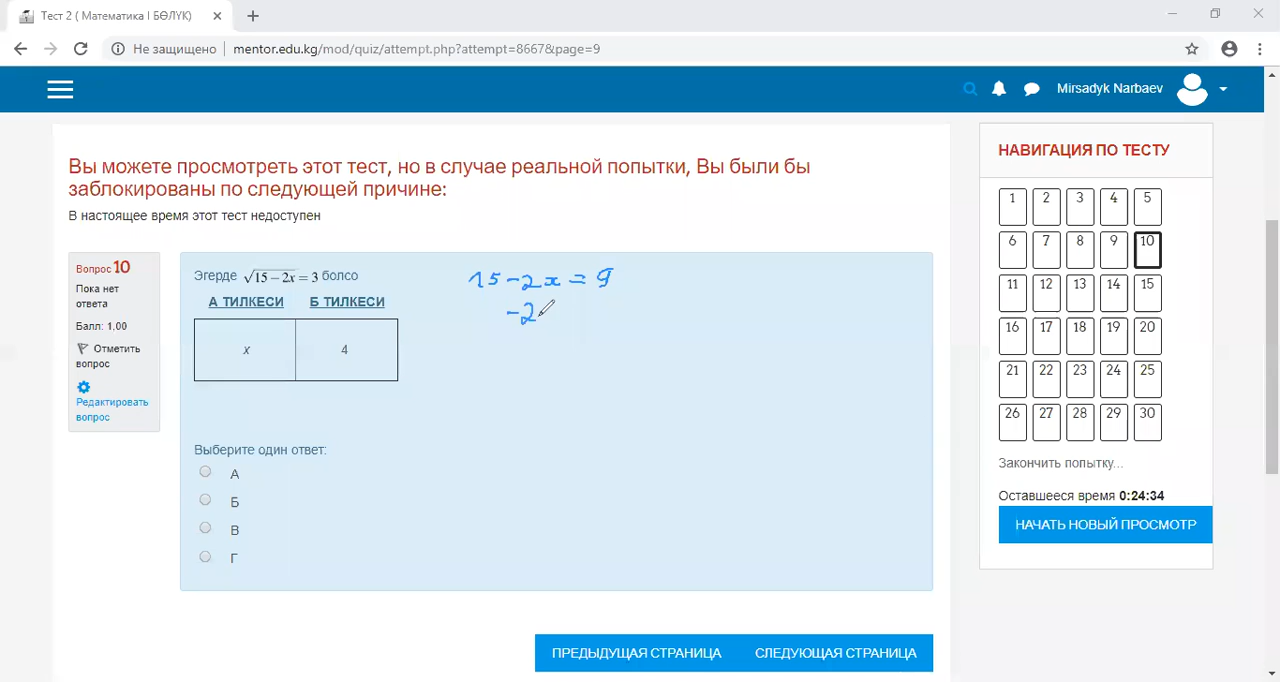 Тест 2 ( Математика I БӨЛҮК)
Не защищено
mentor.edu.kg/mod/quiz/attempt.php?attempt=8667&page=9
Mirsadyk Narbaev
Вы можете просмотреть этот тест, но в случае реальной попытки, Вы были бы
заблокированы по следующей причине:
В настоящее время этот тест недоступен
Вопрос 10
Пока нет
ответа
Балл: 1,00
Отметить
вопрос
Редактировать
вопрос
Эгерде √15 − 2x = 3 болсо
А ТИЛКЕСИ Б ТИЛКЕСИ
x 4
15-2x=9
-2
Выберите один ответ:
А
Б
В
Г
ПРЕДЫДУЩАЯ СТРАНИЦА
СЛЕДУЮЩАЯ СТРАНИЦА
НАВИГАЦИЯ ПО ТЕСТУ
1 2 3 4 5
6 7 8 9 10
11 12 13 14 15
16 17 18 19 20
21 22 23 24 25
26 27 28 29 30
Закончить попытку...
Оставшееся время 0:24:34
НАЧАТЬ НОВЫЙ ПРОСМОТР